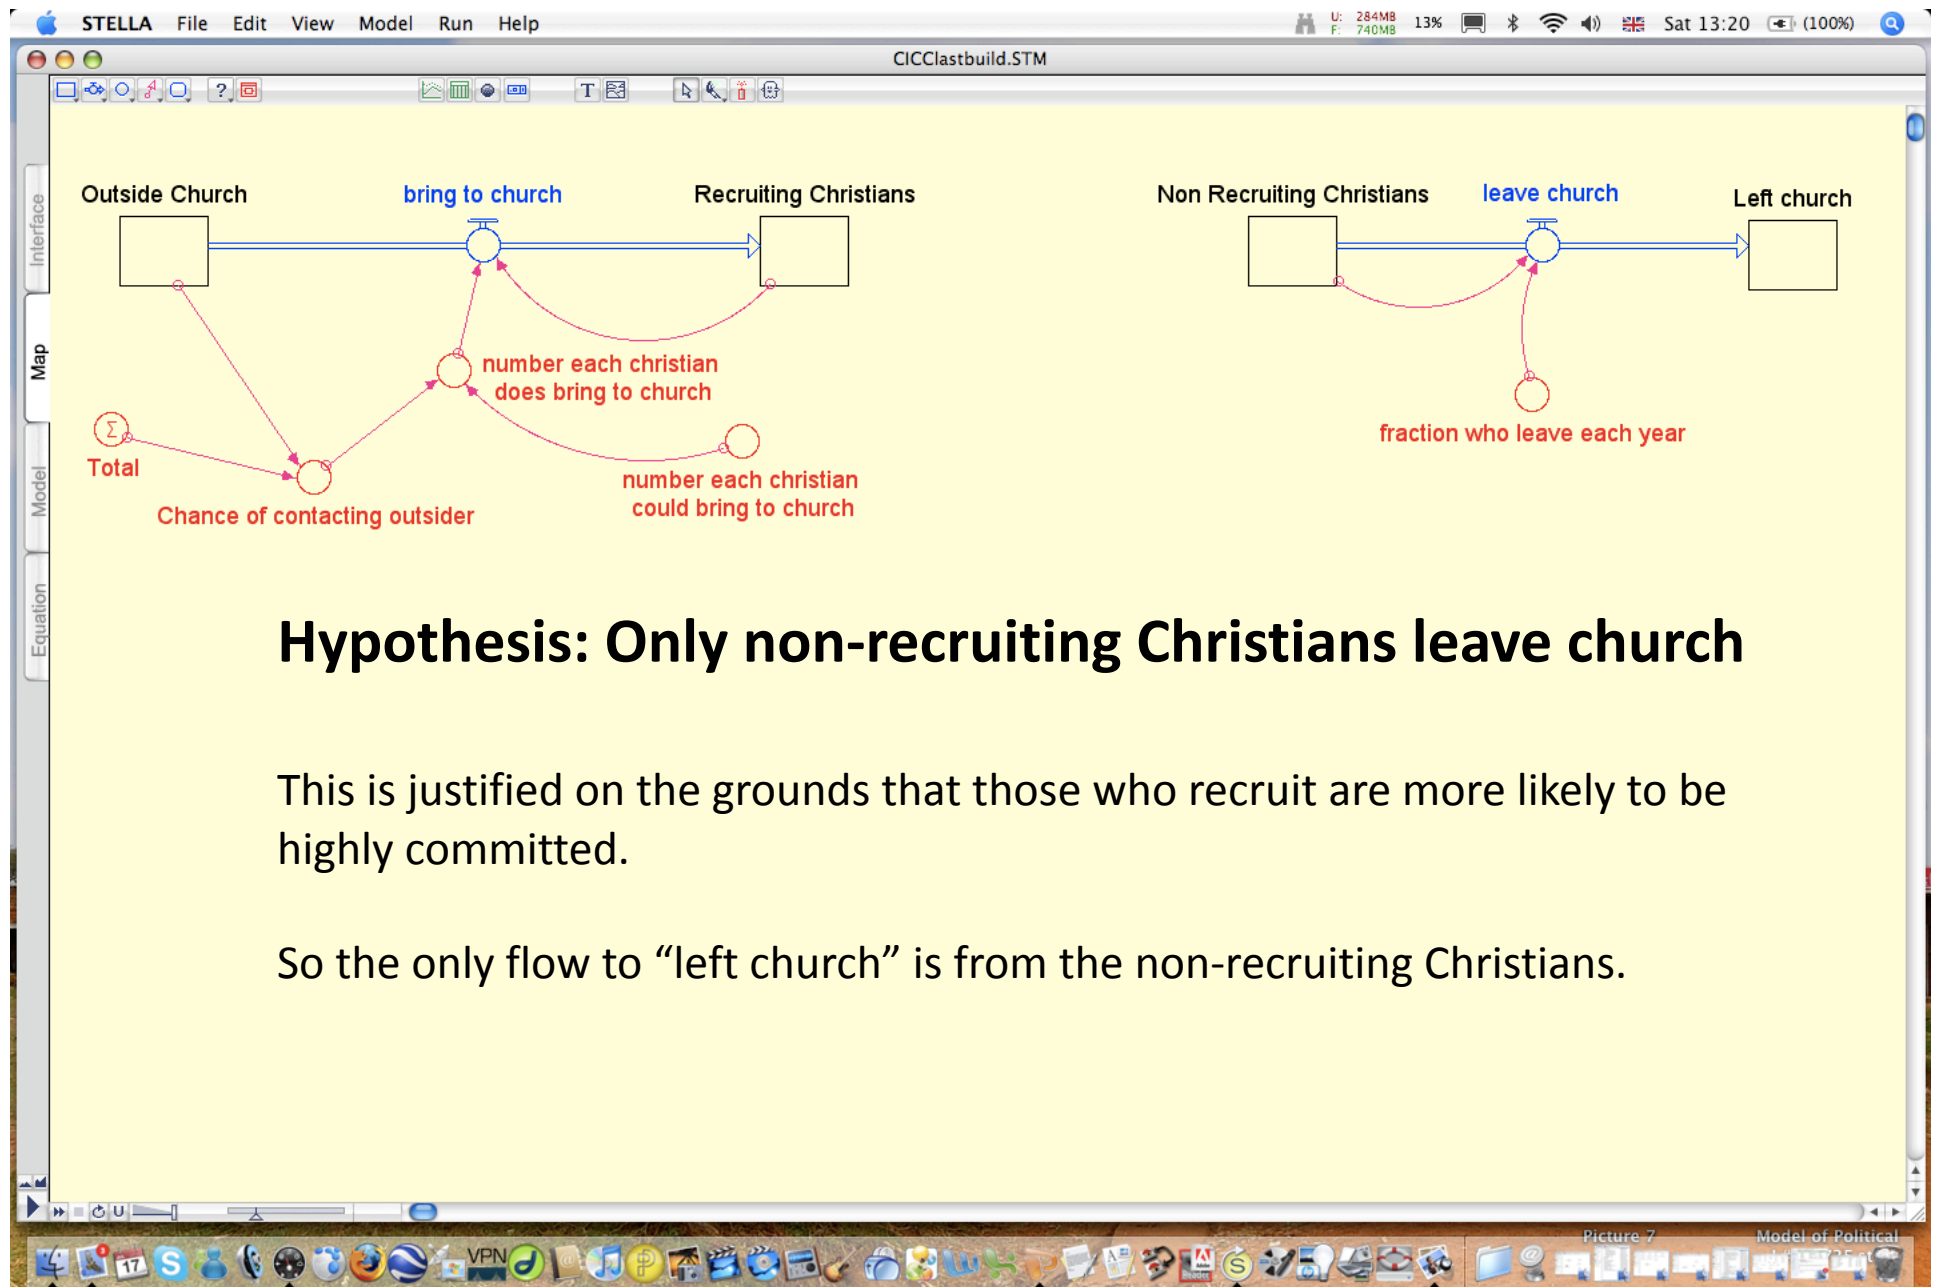 STELLA File Edit View Model Run Help
U: 284MB
F: 740MB
13%
Sat 13:20 (100%)
CICClastbuild.STM
T
?
Interface
Map
Model
Equation
Outside Church
bring to church
Recruiting Christians
Non Recruiting Christians
leave church
Left church
number each christian
does bring to church
Σ
Total
Chance of contacting outsider
number each christian
could bring to church
fraction who leave each year
Hypothesis: Only non-recruiting Christians leave church
This is justified on the grounds that those who recruit are more likely to be
highly committed.
So the only flow to “left church” is from the non-recruiting Christians.
U
Picture 7
Model of Political
17
VPN